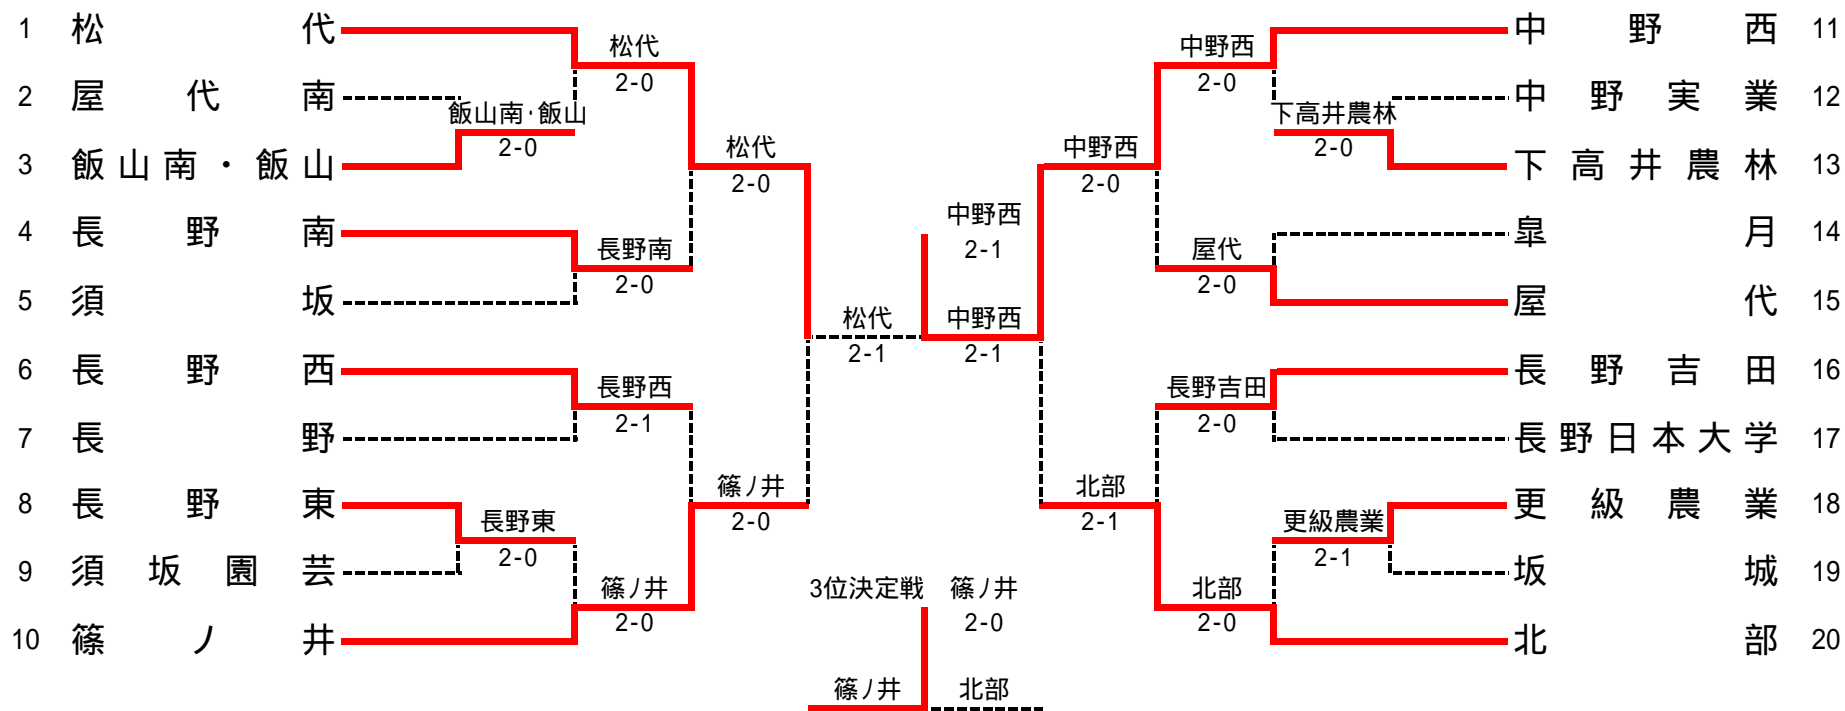 1 松代
2 屋代南
3 飯山南・飯山
4 長野南
5 須坂
6 長野西
7 長野
8 長野東
9 須坂園芸
10 篠ノ井
飯山南・飯山
2-0
長野東
2-0
松代
2-0
長野南
2-0
長野西
2-1
篠ノ井
2-0
松代
2-0
篠ノ井
2-0
松代
2-1
中野西
2-1
中野西
2-1
3位決定戦 篠ノ井
2-0
篠ノ井 北部
中野西
2-0
北部
2-1
中野西
2-0
屋代
2-0
長野吉田
2-0
北部
2-0
下高井農林
2-0
更級農業
2-1
中野西 11
中野実業 12
下高井農林 13
皐月 14
屋代 15
長野吉田 16
長野日本大学 17
更級農業 18
坂城 19
北部 20